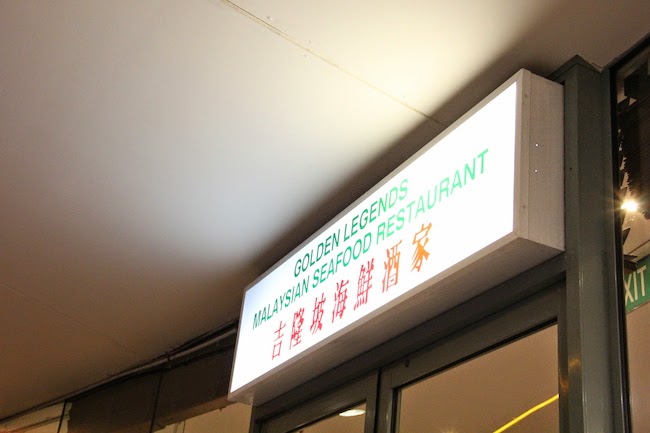 GOLDEN LEGENDS
MALAYSIAN SEAFOOD RESTAURANT
吉隆坡海鮮酒家
EXIT